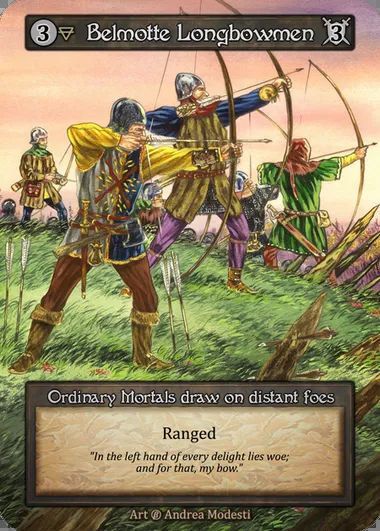 3 Belmotte Longbowmen 3
Ordinary Mortals draw on distant foes
Ranged
"In the left hand of every delight lies woe;
and for that, my bow."
Art @ Andrea Modesti